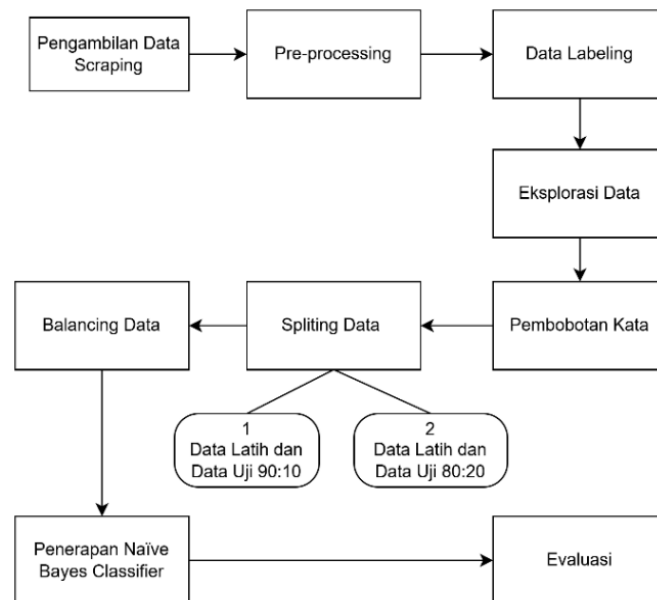 Pengambilan Data
Scraping
Pre-processing
Data Labeling
Eksplorasi Data
Pembobotan Kata
Spliting Data
Balancing Data
1
Data Latih dan
Data Uji 90:10
2
Data Latih dan
Data Uji 80:20
Penerapan Naïve
Bayes Classifier
Evaluasi